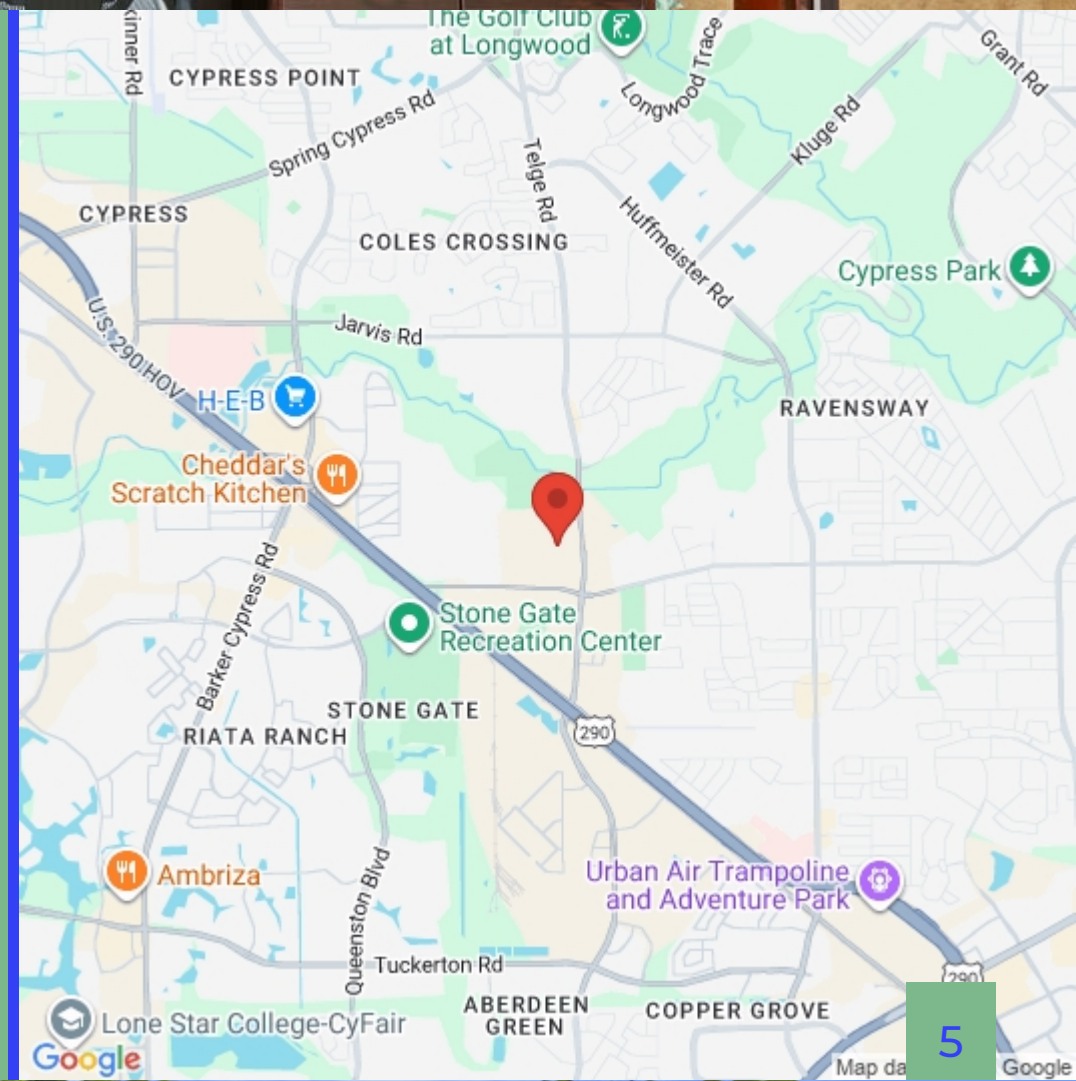 The Golf Club
at Longwood
Skinner Rd
CYPRESS POINT
Longwood Trace
Grant Rd
Spring Cypress Rd
Kluge Rd
Telge Rd
CYPRESS
Huffmeister Rd
COLES CROSSING
Cypress Park
U.S. 290 HOV
Jarvis Rd
H-E-B
RAVENSWAY
Cheddar's
Scratch Kitchen
Barker Cypress Rd
Stone Gate
Recreation Center
STONE GATE
RIATA RANCH
290
Ambriza
Urban Air Trampoline
and Adventure Park
Queenston Blvd
Tuckerton Rd
290
ABERDEEN
GREEN
COPPER GROVE
Lone Star College-CyFair
Google
Map da
5
Google